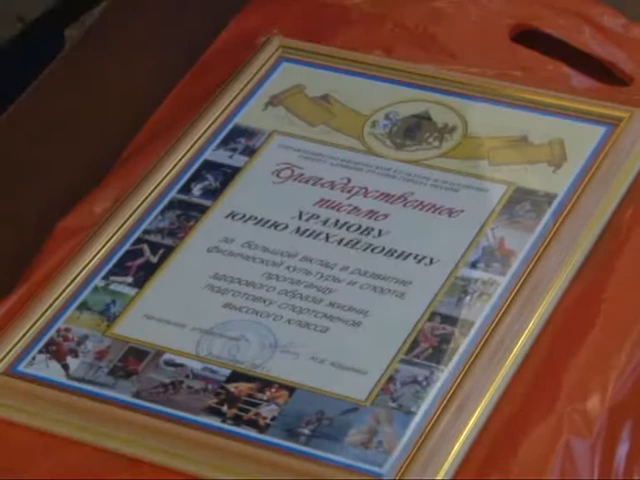 Благодарственное
письмо
ХРАМОВУ
ЮРИЮ МИХАЙЛОВИЧУ
за большой вклад в развитие
физической культуры и спорта,
пропаганду
здорового образа жизни,
подготовку спортсменов
высокого класса